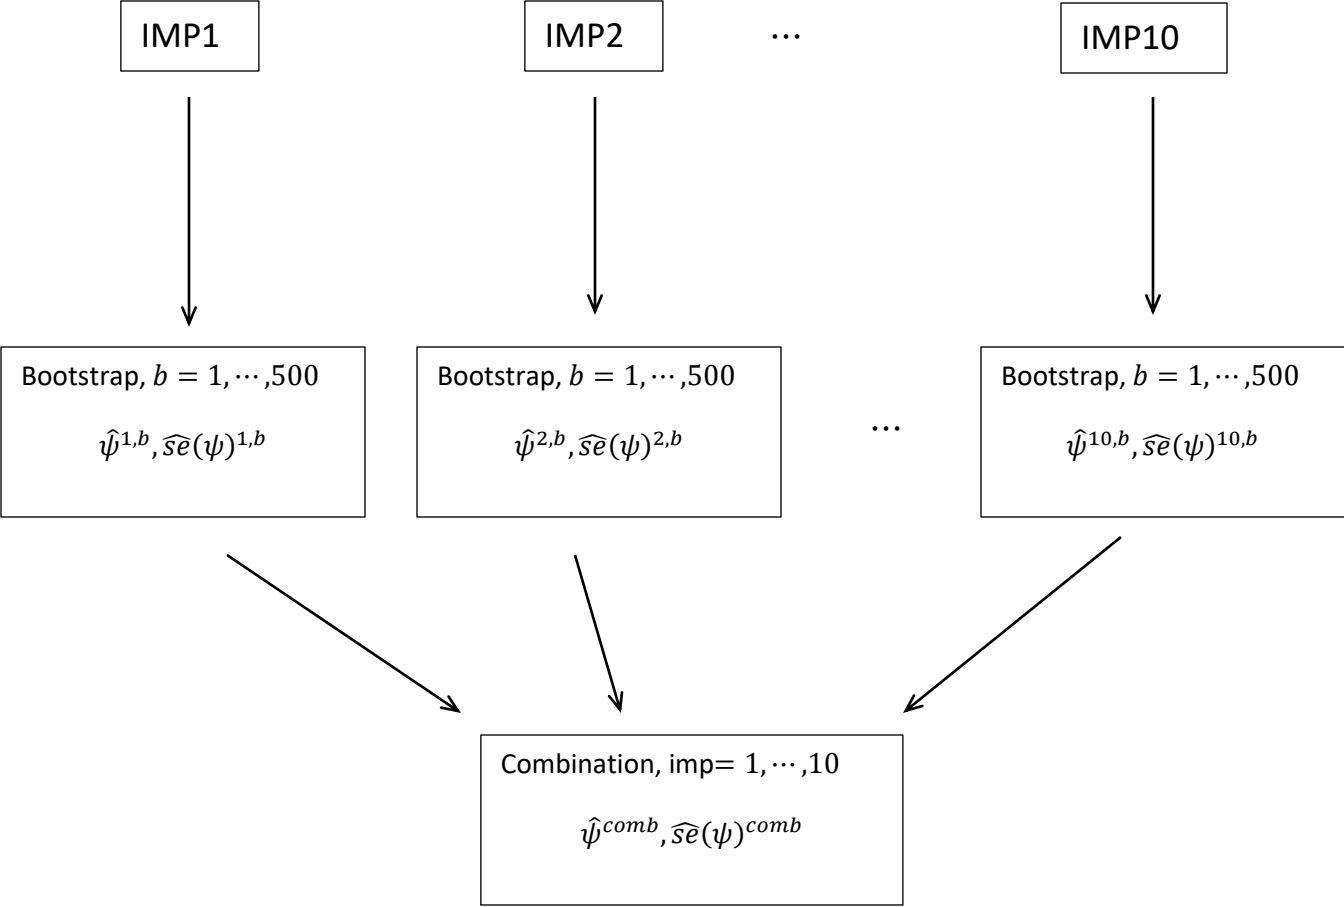 IMP1
IMP2
⋯
IMP10
Bootstrap, 𝑏 = 1, ⋯ ,500
𝜓̂^{1,𝑏}, 𝑠𝑒̂(𝜓)^{1,𝑏}
Bootstrap, 𝑏 = 1, ⋯ ,500
𝜓̂^{2,𝑏}, 𝑠𝑒̂(𝜓)^{2,𝑏}
⋯
Bootstrap, 𝑏 = 1, ⋯ ,500
𝜓̂^{10,𝑏}, 𝑠𝑒̂(𝜓)^{10,𝑏}
Combination, imp= 1, ⋯ ,10
𝜓̂^{𝑐𝑜𝑚𝑏}, 𝑠𝑒̂(𝜓)^{𝑐𝑜𝑚𝑏}